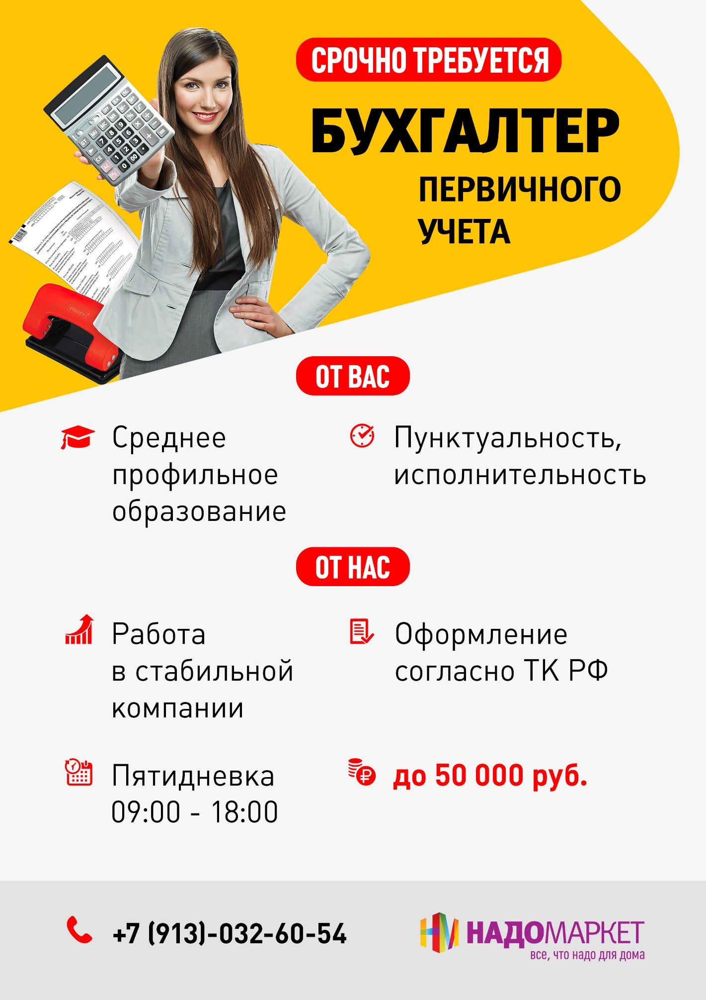 СРОЧНО ТРЕБУЕТСЯ
БУХГАЛТЕР
ПЕРВИЧНОГО
УЧЕТА
PROFF
ОТ ВАС
Среднее
профильное
образование
Пунктуальность,
исполнительность
ОТ НАС
Работа
в стабильной
компании
Оформление
согласно ТК РФ
Пятидневка
09:00 - 18:00
до 50 000 руб.
+7 (913)-032-60-54
НАДОМАРКЕТ
все, что надо для дома